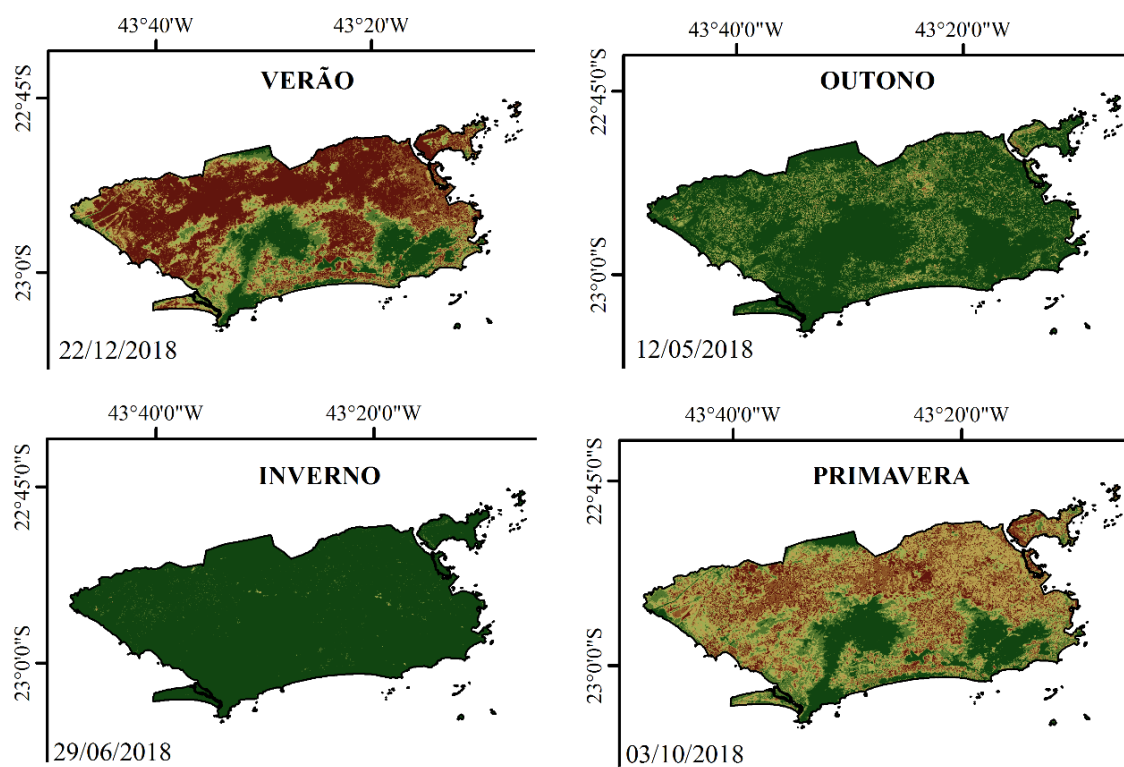 43°40'W 43°20'W
22°45'S
VERÃO
23°0'0"S
22/12/2018
43°40'0"W 43°20'0"W
22°45'0"S
OUTONO
23°0'0"S
12/05/2018
43°40'0"W 43°20'0"W
22°45'0"S
INVERNO
23°0'0"S
29/06/2018
43°40'0"W 43°20'0"W
22°45'0"S
PRIMAVERA
23°0'0"S
03/10/2018